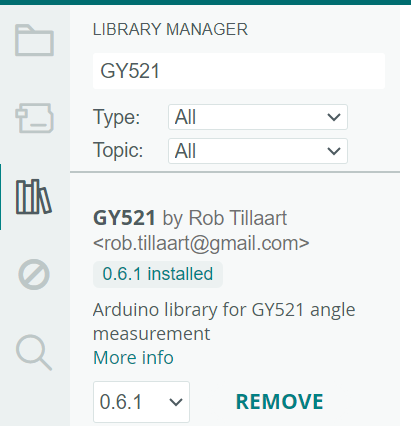 LIBRARY MANAGER
GY521
Type: All
Topic: All
GY521 by Rob Tillaart
<rob.tillaart@gmail.com>
0.6.1 installed
Arduino library for GY521 angle
measurement
More info
0.6.1 REMOVE